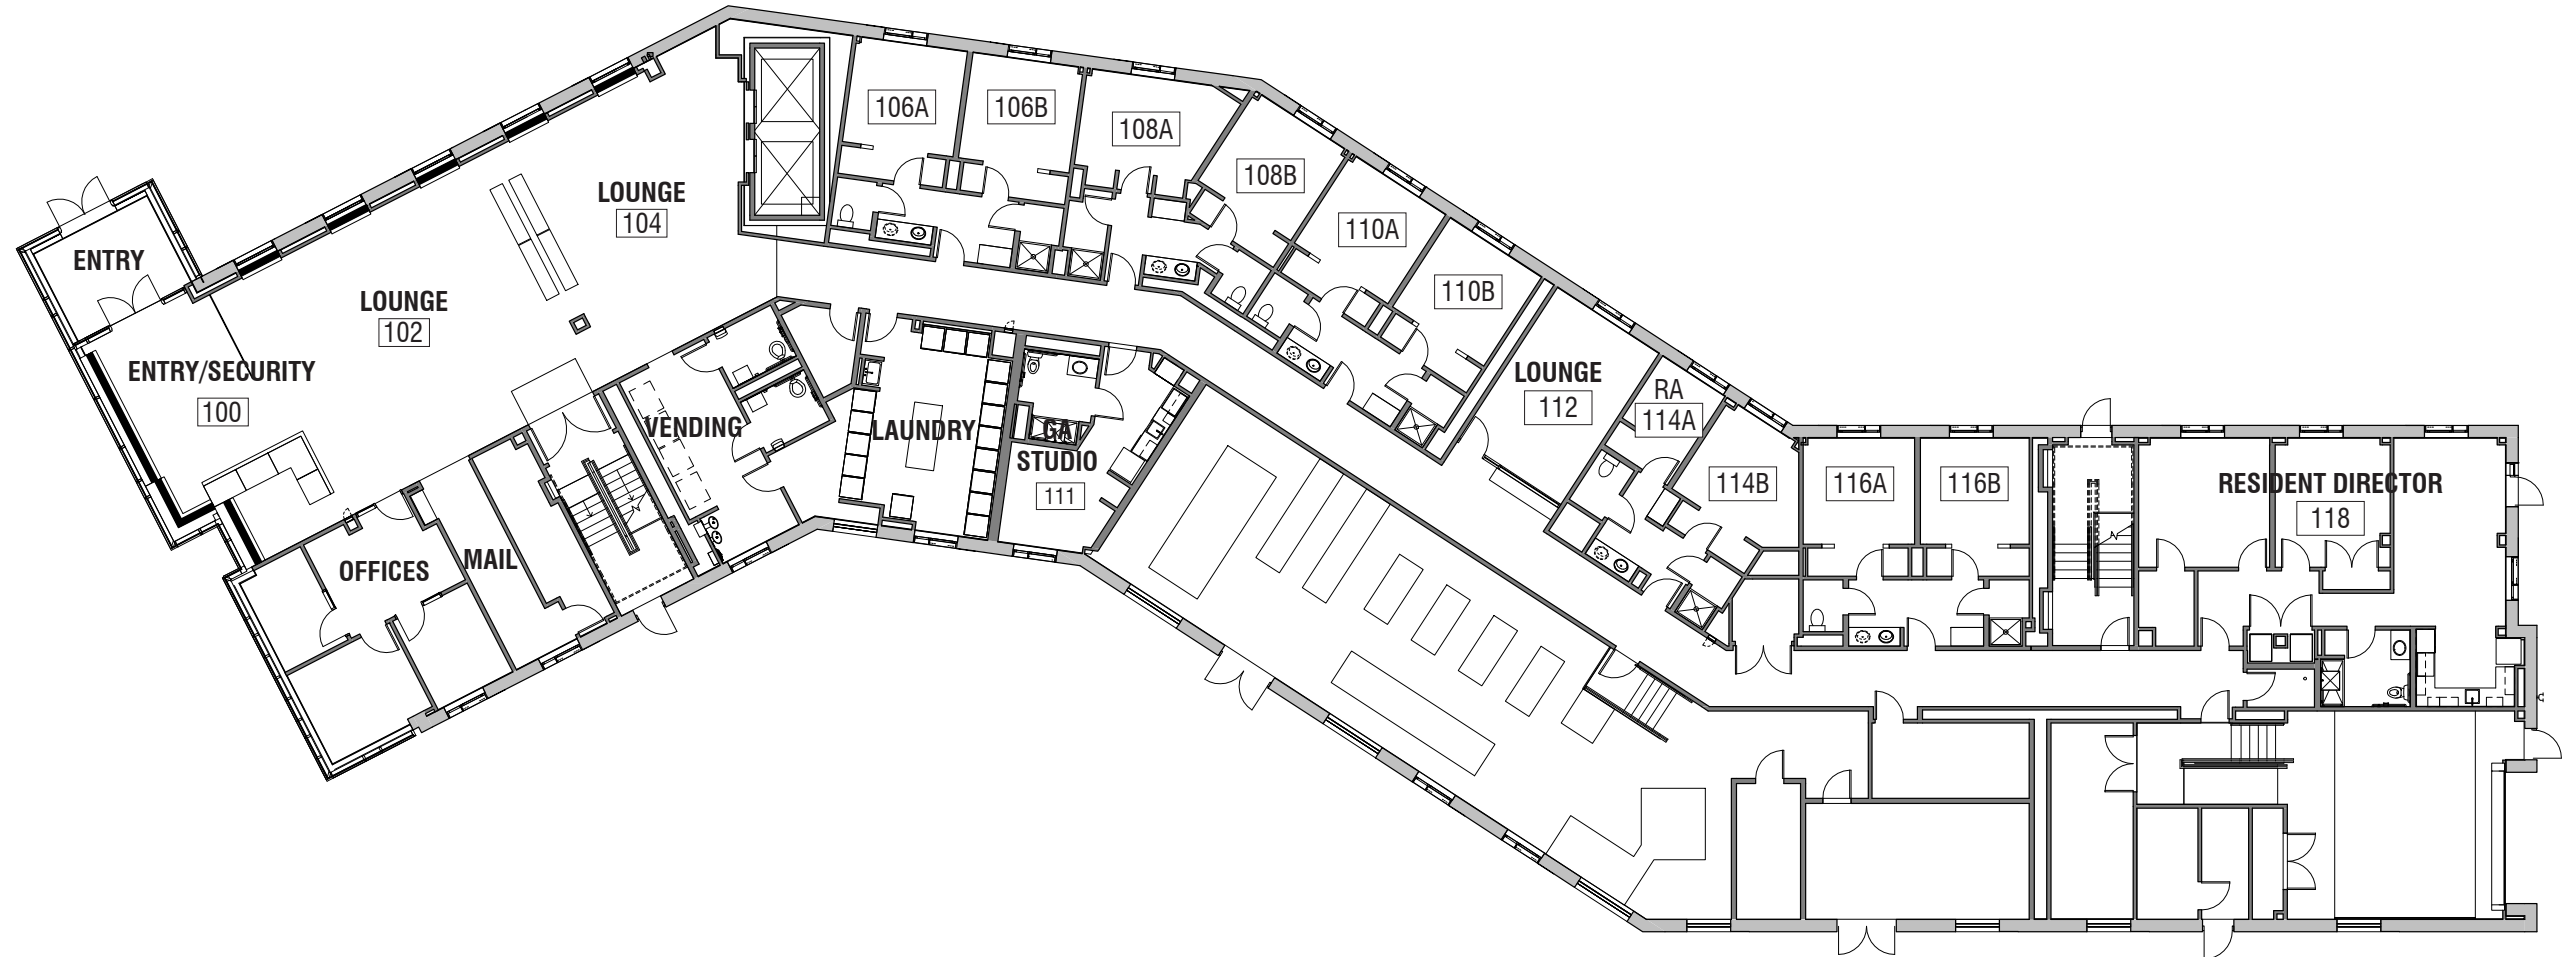 106A
106B
108A
LOUNGE
104
108B
110A
ENTRY
LOUNGE
102
110B
ENTRY/SECURITY
100
LOUNGE
112
RA
114A
VENDING
LAUNDRY
GA
STUDIO
111
114B
116A
116B
RESIDENT DIRECTOR
118
OFFICES
MAIL